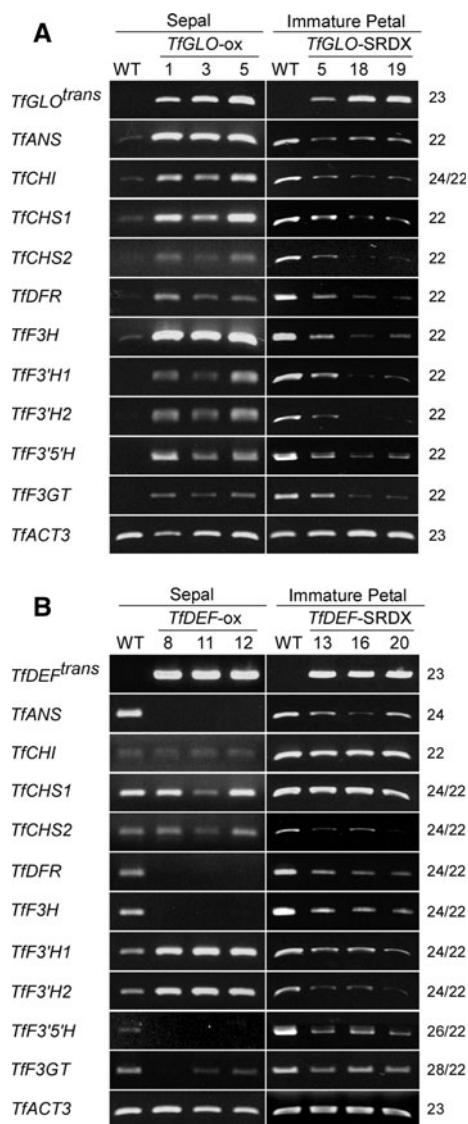 A
Sepal Immature Petal
TfGLO-ox TfGLO-SRDX
WT 1 3 5 WT 5 18 19
TfGLOtrans 23
TfANS 22
TfCHI 24/22
TfCHS1 22
TfCHS2 22
TfDFR 22
TfF3H 22
TfF3'H1 22
TfF3'H2 22
TfF3'5'H 22
TfF3GT 22
TfACT3 23
B
Sepal Immature Petal
TfDEF-ox TfDEF-SRDX
WT 8 11 12 WT 13 16 20
TfDEFtrans 23
TfANS 24
TfCHI 22
TfCHS1 24/22
TfCHS2 24/22
TfDFR 24/22
TfF3H 24/22
TfF3'H1 24/22
TfF3'H2 24/22
TfF3'5'H 26/22
TfF3GT 28/22
TfACT3 23